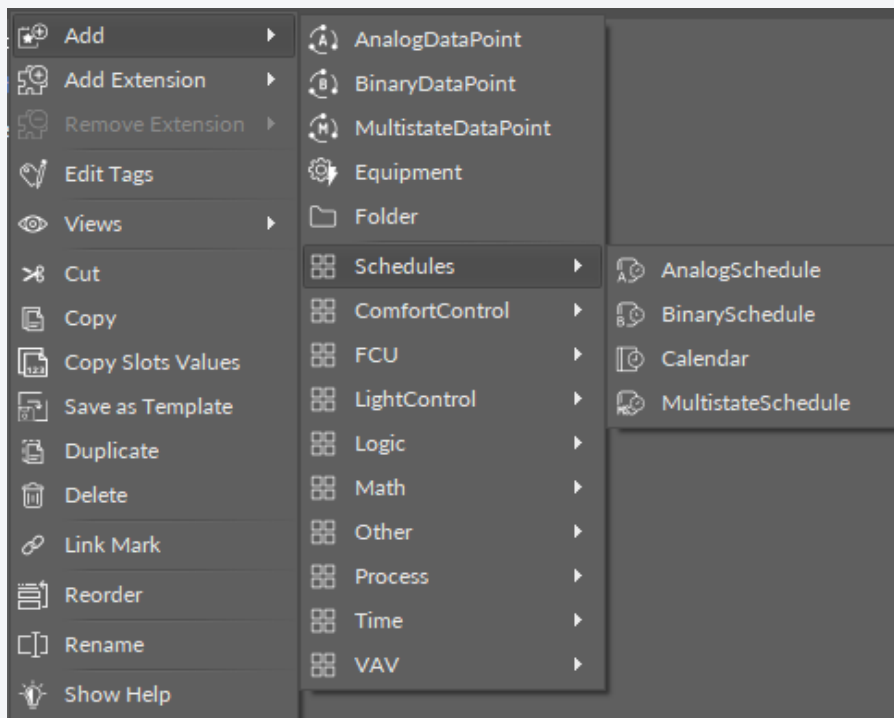 Add
Add Extension
Remove Extension
Edit Tags
Views
Cut
Copy
Copy Slots Values
Save as Template
Duplicate
Delete
Link Mark
Reorder
Rename
Show Help
AnalogDataPoint
BinaryDataPoint
MultistateDataPoint
Equipment
Folder
Schedules
ComfortControl
FCU
LightControl
Logic
Math
Other
Process
Time
VAV
AnalogSchedule
BinarySchedule
Calendar
MultistateSchedule